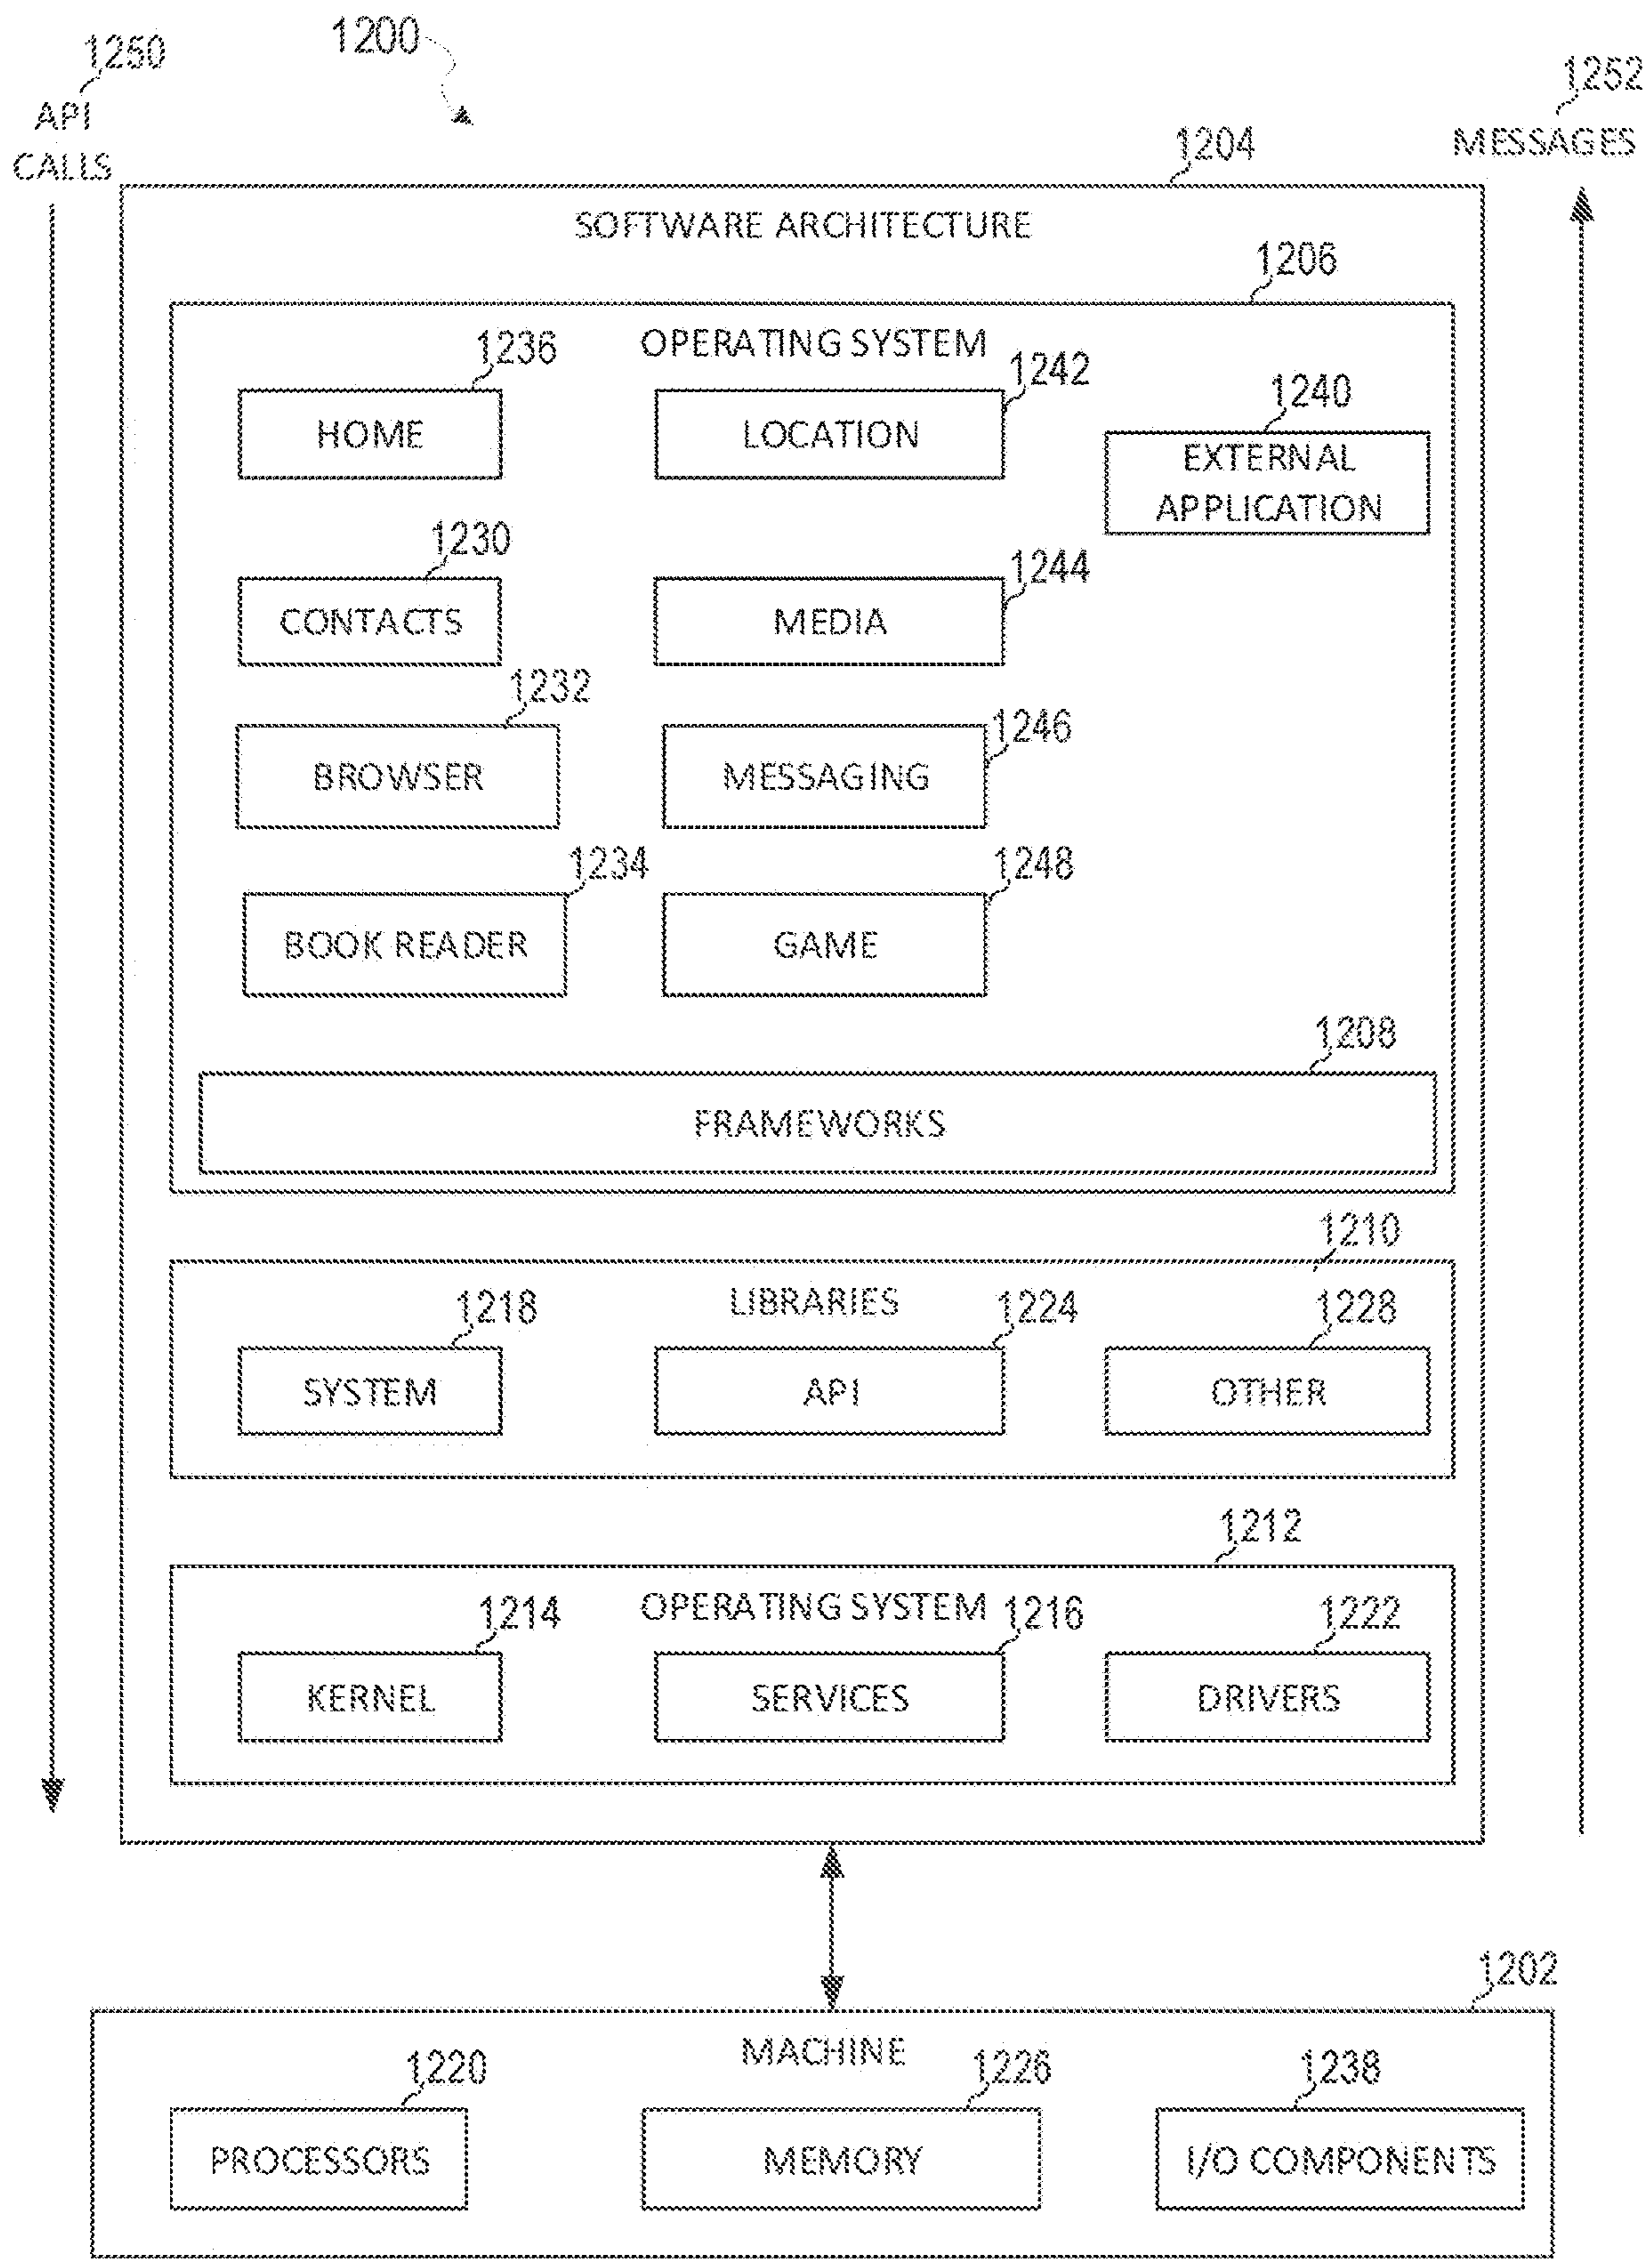 1200
1250
API
CALLS
1252
MESSAGES
1204
SOFTWARE ARCHITECTURE
1206
OPERATING SYSTEM
1236
HOME
1242
LOCATION
1240
EXTERNAL
APPLICATION
1230
CONTACTS
1244
MEDIA
1232
BROWSER
1246
MESSAGING
1234
BOOK READER
1248
GAME
1208
FRAMEWORKS
1210
LIBRARIES
1218
SYSTEM
1224
API
1228
OTHER
1212
OPERATING SYSTEM
1214
KERNEL
1216
SERVICES
1222
DRIVERS
1202
MACHINE
1220
PROCESSORS
1226
MEMORY
1238
I/O COMPONENTS